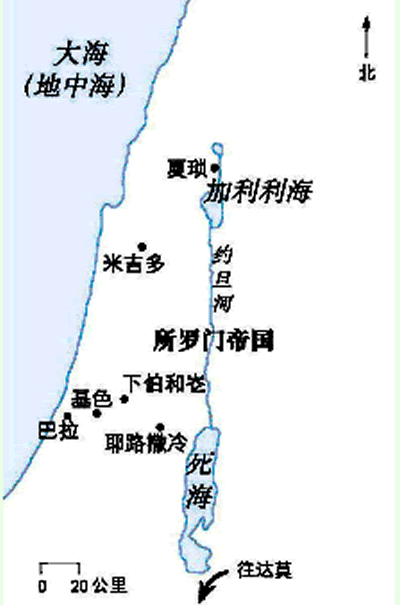 大海
(地中海)
北
夏琐
加利利海
米吉多
约旦河
所罗门帝国
下伯和崙
基色
巴拉
耶路撒冷
死海
0 20公里
往达莫